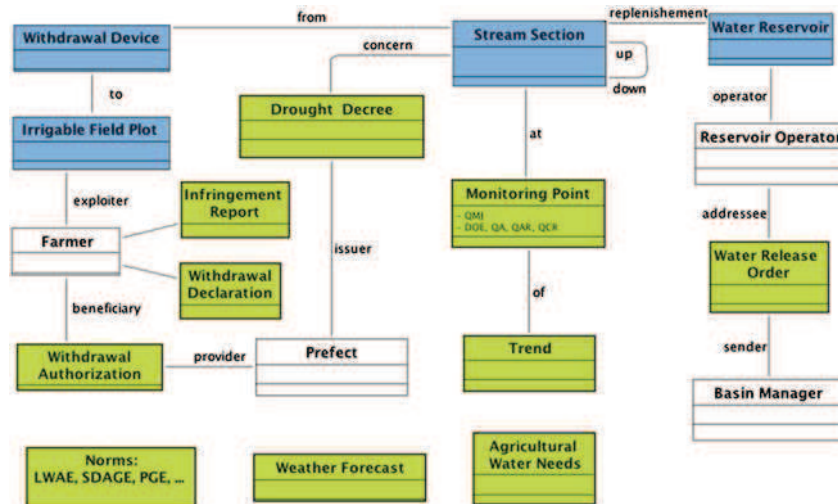 from
replenishement
Withdrawal Device
Stream Section
Water Reservoir
concern
up
down
to
Drought Decree
operator
Irrigable Field Plot
Reservoir Operator
at
exploiter
Infringement
Report
Monitoring Point
- QMI
- DOE, QA, QAR, QCR
addressee
Farmer
issuer
Water Release
Order
Withdrawal
Declaration
beneficiary
of
Withdrawal
Authorization
provider
Prefect
Trend
sender
Basin Manager
Norms:
LWAE, SDAGE, PGE, ...
Weather Forecast
Agricultural
Water Needs